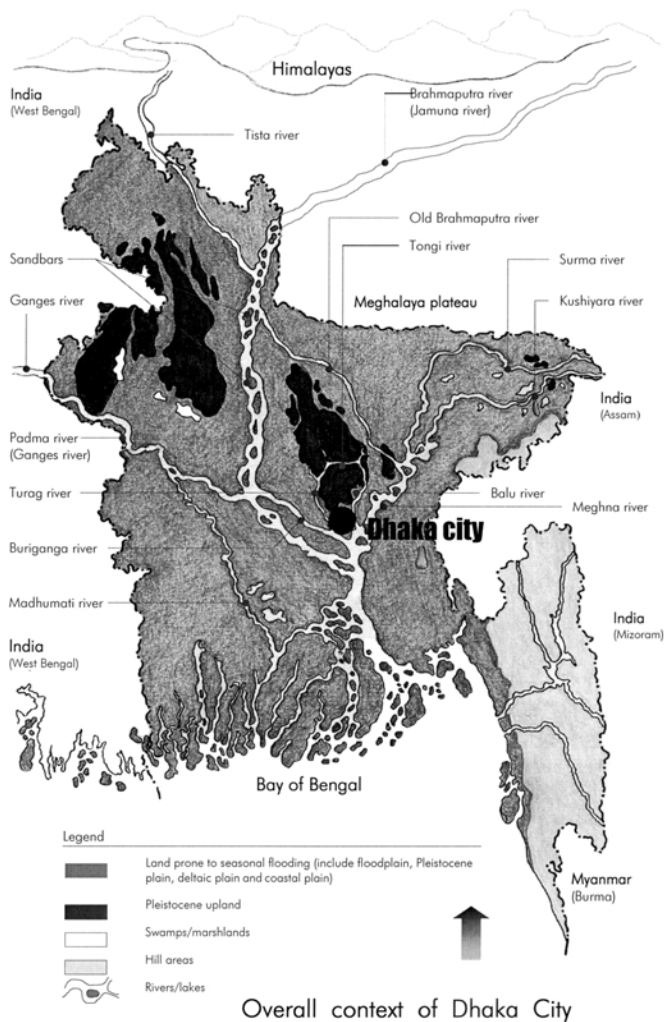 Himalayas
India
(West Bengal)
Brahmaputra river
(Jamuna river)
Tista river
Old Brahmaputra river
Tongi river
Surma river
Sandbars
Ganges river
Meghalaya plateau
Kushiyara river
India
(Assam)
Padma river
(Ganges river)
Turag river
Balu river
Meghna river
Dhaka city
Buriganga river
Madhumati river
India
(Mizoram)
India
(West Bengal)
Bay of Bengal
Legend
Land prone to seasonal flooding (include floodplain, Pleistocene
plain, deltaic plain and coastal plain)
Pleistocene upland
Swamps/marshlands
Hill areas
Rivers/lakes
Myanmar
(Burma)
Overall context of Dhaka City